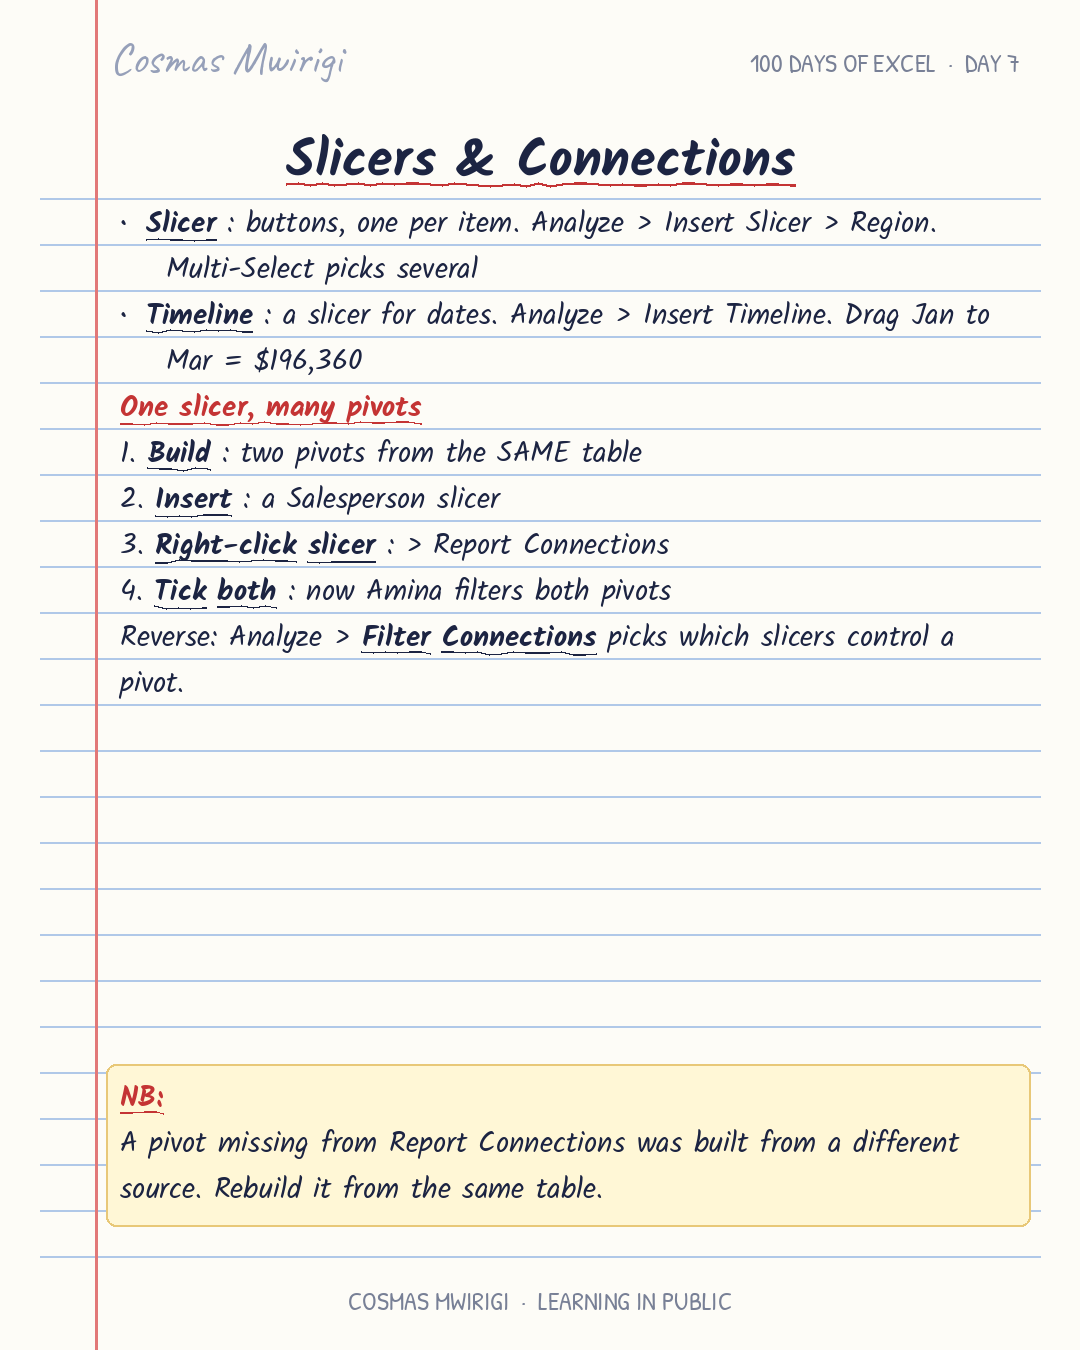 Cosmas Mwirigi
100 DAYS OF EXCEL · DAY 7
Slicers & Connections
· Slicer : buttons, one per item. Analyze > Insert Slicer > Region.
Multi-Select picks several
· Timeline : a slicer for dates. Analyze > Insert Timeline. Drag Jan to
Mar = $196,360
One slicer, many pivots
1. Build : two pivots from the SAME table
2. Insert : a Salesperson slicer
3. Right-click slicer : > Report Connections
4. Tick both : now Amina filters both pivots
Reverse: Analyze > Filter Connections picks which slicers control a
pivot.
NB:
A pivot missing from Report Connections was built from a different
source. Rebuild it from the same table.
COSMAS MWIRIGI · LEARNING IN PUBLIC